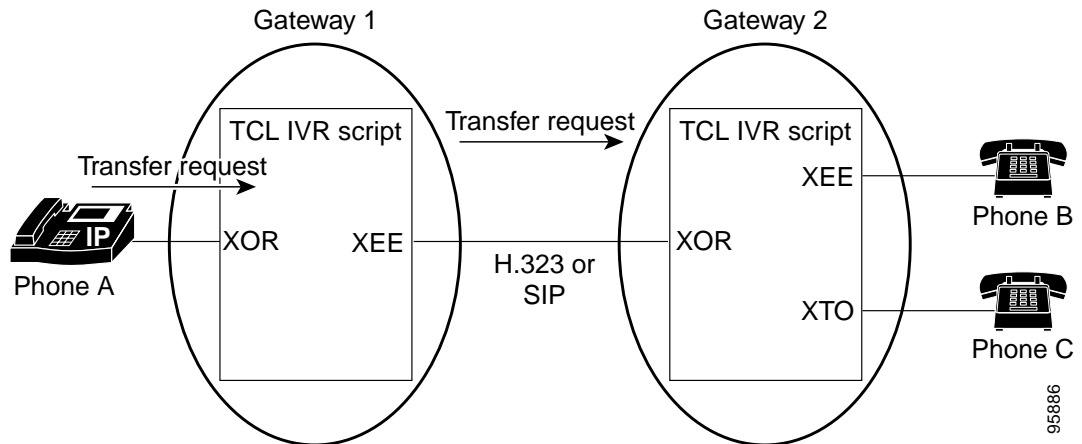 Gateway 1
Gateway 2
TCL IVR script
Transfer request
TCL IVR script
Transfer request
XEE
IP
Phone B
XOR
XEE
XOR
H.323 or
SIP
Phone A
XTO
Phone C
95886